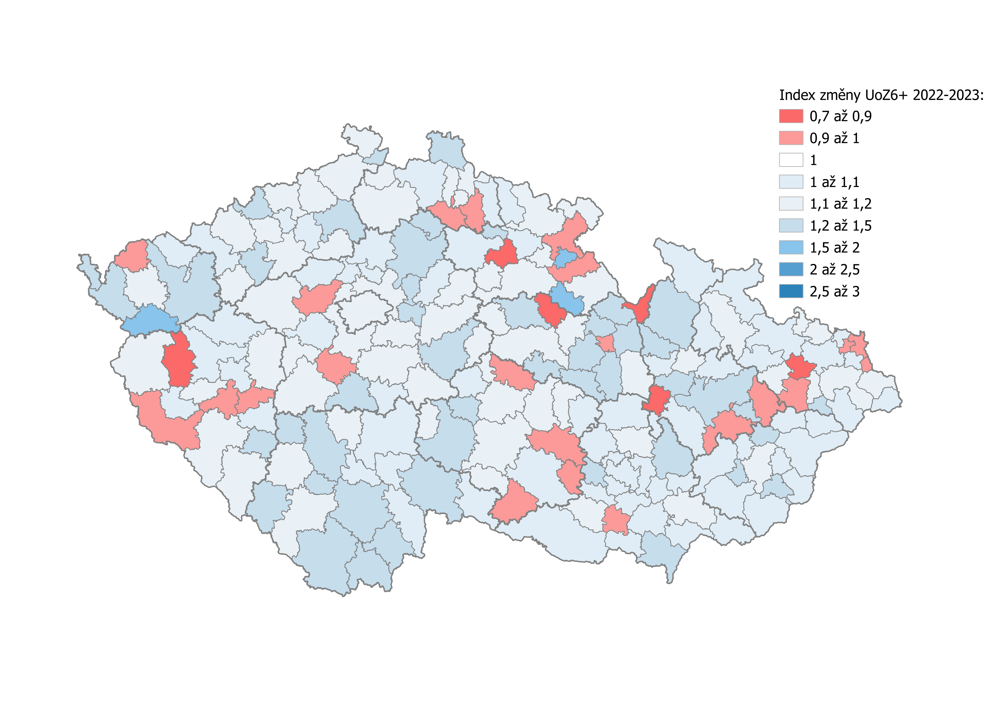 Index změny UoZ6+ 2022-2023:
0,7 až 0,9
0,9 až 1
1
1 až 1,1
1,1 až 1,2
1,2 až 1,5
1,5 až 2
2 až 2,5
2,5 až 3